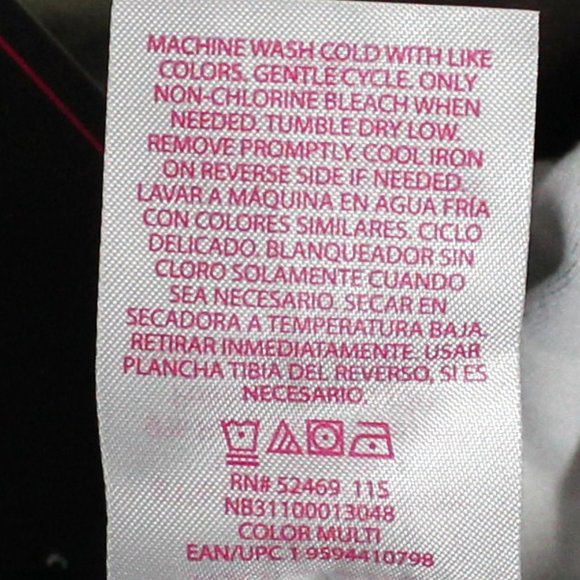 MACHINE WASH COLD WITH LIKE
COLORS. GENTLE CYCLE. ONLY
NON-CHLORINE BLEACH WHEN
NEEDED. TUMBLE DRY LOW.
REMOVE PROMPTLY. COOL IRON
ON REVERSE SIDE IF NEEDED.
LAVAR A MÁQUINA EN AGUA FRÍA
CON COLORES SIMILARES. CICLO
DELICADO. BLANQUEADOR SIN
CLORO SOLAMENTE CUANDO
SEA NECESARIO. SECAR EN
SECADORA A TEMPERATURA BAJA.
RETIRAR INMEDIATAMENTE. USAR
PLANCHA TIBIA DEL REVERSO, SI ES
NECESARIO.
RN# 52469 115
NB31100013048
COLOR MULTI
EAN/UPC 1 9594410798